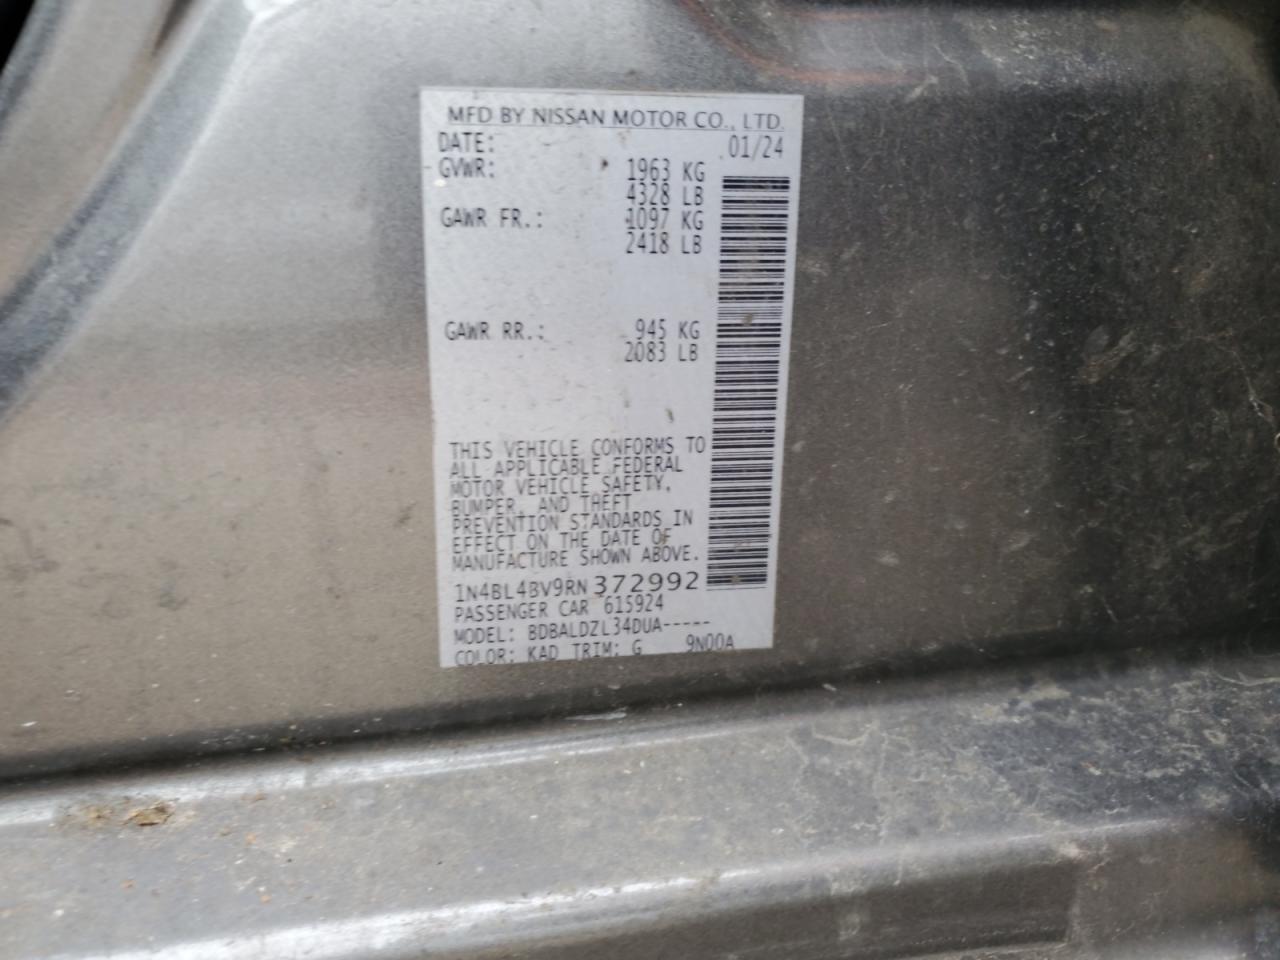 MFD BY NISSAN MOTOR CO., LTD.
DATE: 01/24
GVWR: 1963 KG
4328 LB
GAWR FR.: 1097 KG
2418 LB
GAWR RR.: 945 KG
2083 LB
THIS VEHICLE CONFORMS TO
ALL APPLICABLE FEDERAL
MOTOR VEHICLE SAFETY,
BUMPER, AND THEFT
PREVENTION STANDARDS IN
EFFECT ON THE DATE OF
MANUFACTURE SHOWN ABOVE.
1N4BL4BV9RN372992
PASSENGER CAR 615924
MODEL: BDBALDZL34DUA-----
COLOR: KAD TRIM: G 9N00A